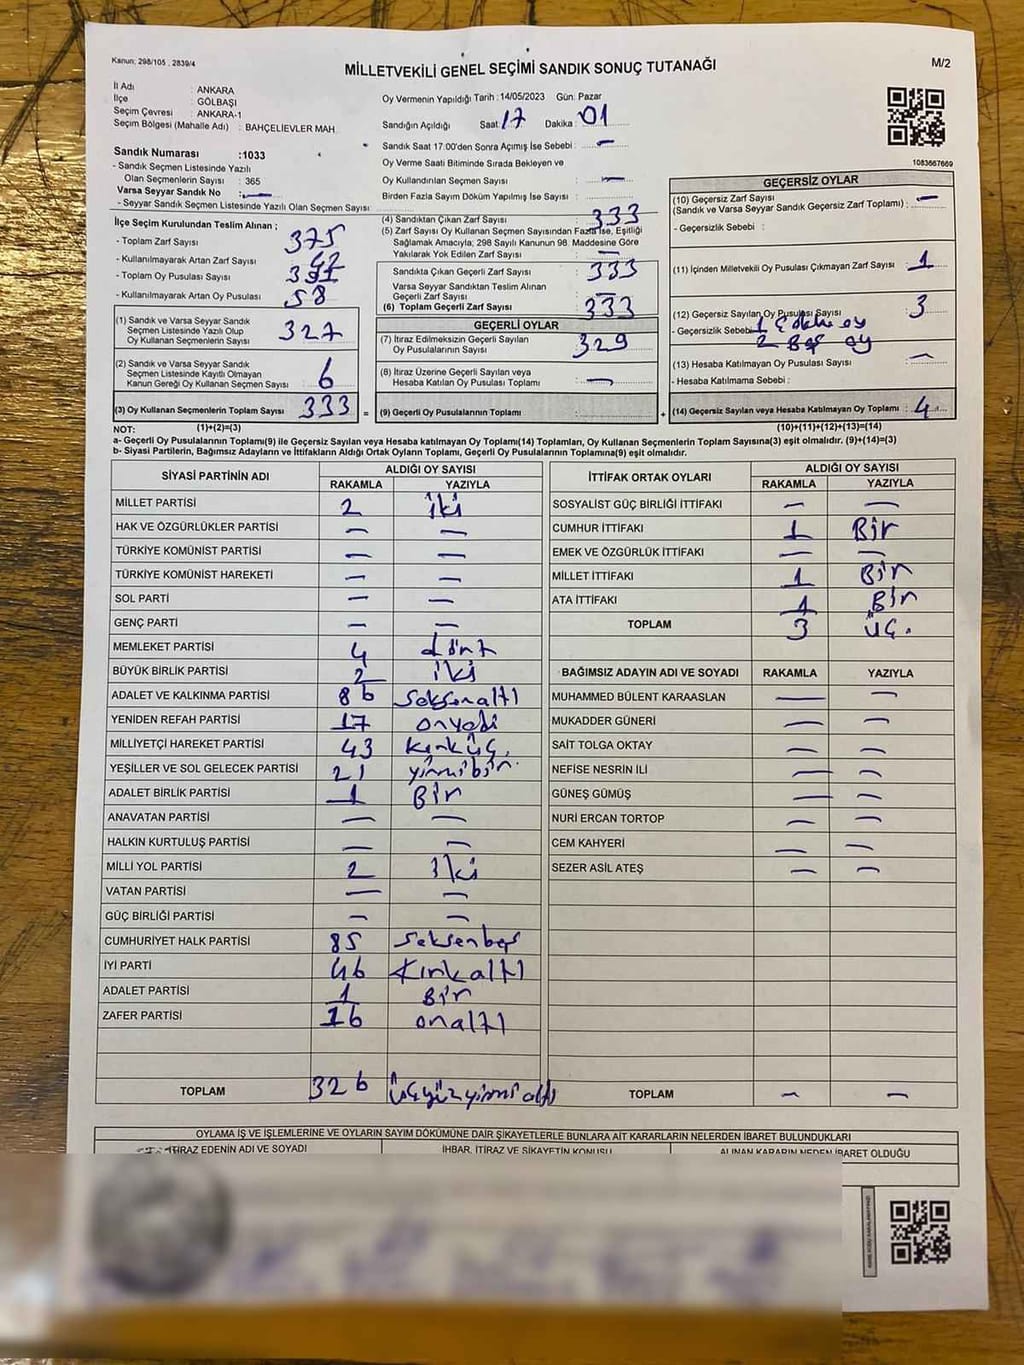 Kanun; 298/105 , 2839/4
MİLLETVEKİLİ GENEL SEÇİMİ SANDIK SONUÇ TUTANAĞI
M/2
İl Adı : ANKARA
İlçe : GÖLBAŞI
Seçim Çevresi : ANKARA-1
Seçim Bölgesi (Mahalle Adı) : BAHÇELİEVLER MAH.
Sandık Numarası :1033
- Sandık Seçmen Listesinde Yazılı
Olan Seçmenlerin Sayısı : 365
Varsa Seyyar Sandık No : —
- Seyyar Sandık Seçmen Listesinde Yazılı Olan Seçmen Sayısı
Oy Vermenin Yapıldığı Tarih :14/05/2023 Gün: Pazar
Sandığın Açıldığı Saat 17 Dakika :01
Sandık Saat 17:00'den Sonra Açımış İse Sebebi : —
Oy Verme Saati Bitiminde Sırada Bekleyen ve
Oy Kullandırılan Seçmen Sayısı : —
Birden Fazla Sayım Döküm Yapılmış İse Sayısı :
1083667669
İlçe Seçim Kurulundan Teslim Alınan ;
- Toplam Zarf Sayısı 375
- Kullanılmayarak Artan Zarf Sayısı : 42
- Toplam Oy Pusulası Sayısı
- Kullanılmayarak Artan Oy Pusulası : 58
(1) Sandık ve Varsa Seyyar Sandık
Seçmen Listesinde Yazılı Olup
Oy Kullanan Seçmenlerin Sayısı : 327
(2) Sandık ve Varsa Seyyar Sandık
Seçmen Listesinde Kayıtlı Olmayan
Kanun Gereği Oy Kullanan Seçmen Sayısı : 6
(3) Oy Kullanan Seçmenlerin Toplam Sayısı : 333 =
(4) Sandıktan Çıkan Zarf Sayısı : 333
(5) Zarf Sayısı Oy Kullanan Seçmen Sayısından Fazla İse, Eşitliği
Sağlamak Amacıyla; 298 Sayılı Kanunun 98. Maddesine Göre
Yakılarak Yok Edilen Zarf Sayısı : —
Sandıkta Çıkan Geçerli Zarf Sayısı : 333
Varsa Seyyar Sandıktan Teslim Alınan
Geçerli Zarf Sayısı : —
(6) Toplam Geçerli Zarf Sayısı : 333
GEÇERLİ OYLAR
(7) İtiraz Edilmeksizin Geçerli Sayılan
Oy Pusulalarının Sayısı : 329
(8) İtiraz Üzerine Geçerli Sayılan veya
Hesaba Katılan Oy Pusulası Toplamı : —
(9) Geçerli Oy Pusulalarının Toplamı : +
GEÇERSİZ OYLAR
(10) Geçersiz Zarf Sayısı
(Sandık ve Varsa Seyyar Sandık Geçersiz Zarf Toplamı) : —
- Geçersizlik Sebebi :
(11) İçinden Milletvekili Oy Pusulası Çıkmayan Zarf Sayısı : 1
(12) Geçersiz Sayılan Oy Pusulası Sayısı : 3
- Geçersizlik Sebebi 1 oy
2 Boş oy
(13) Hesaba Katılmayan Oy Pusulası Sayısı : —
- Hesaba Katılmama Sebebi :
(14) Geçersiz Sayılan veya Hesaba Katılmayan Oy Toplamı : 4
NOT: (1)+(2)=(3) (10)+(11)+(12)+(13)=(14)
a- Geçerli Oy Pusulalarının Toplamı(9) ile Geçersiz Sayılan veya Hesaba katılmayan Oy Toplamı(14) Toplamları, Oy Kullanan Seçmenlerin Toplam Sayısına(3) eşit olmalıdır. (9)+(14)=(3)
b- Siyasi Partilerin, Bağımsız Adayların ve İttifakların Aldığı Ortak Oyların Toplamı, Geçerli Oy Pusulalarının Toplamına(9) eşit olmalıdır.
SİYASİ PARTİNİN ADI ALDIĞI OY SAYISI
RAKAMLA YAZIYLA
MİLLET PARTİSİ 2 iki
HAK VE ÖZGÜRLÜKLER PARTİSİ — —
TÜRKİYE KOMÜNİST PARTİSİ — —
TÜRKİYE KOMÜNİST HAREKETİ — —
SOL PARTİ — —
GENÇ PARTİ — —
MEMLEKET PARTİSİ 4 dört
BÜYÜK BİRLİK PARTİSİ 2 iki
ADALET VE KALKINMA PARTİSİ 86 seksenaltı
YENİDEN REFAH PARTİSİ 17 onyedi
MİLLİYETÇİ HAREKET PARTİSİ 43 kırküç.
YEŞİLLER VE SOL GELECEK PARTİSİ 21 yirmibir.
ADALET BİRLİK PARTİSİ 1 Bir
ANAVATAN PARTİSİ — —
HALKIN KURTULUŞ PARTİSİ — —
MİLLİ YOL PARTİSİ 2 iki
VATAN PARTİSİ — —
GÜÇ BİRLİĞİ PARTİSİ — —
CUMHURİYET HALK PARTİSİ 85 seksenbeş
İYİ PARTİ 46 kırkaltı
ADALET PARTİSİ 1 Bir
ZAFER PARTİSİ 16 onaltı
TOPLAM 326 üçyüzyirmialtı
İTTİFAK ORTAK OYLARI ALDIĞI OY SAYISI
RAKAMLA YAZIYLA
SOSYALİST GÜÇ BİRLİĞİ İTTİFAKI — —
CUMHUR İTTİFAKI 1 Bir
EMEK VE ÖZGÜRLÜK İTTİFAKI — —
MİLLET İTTİFAKI 1 Bir
ATA İTTİFAKI 1 Bir
TOPLAM 3 üç.
BAĞIMSIZ ADAYIN ADI VE SOYADI RAKAMLA YAZIYLA
MUHAMMED BÜLENT KARAASLAN — —
MUKADDER GÜNERİ — —
SAİT TOLGA OKTAY — —
NEFİSE NESRİN İLİ — —
GÜNEŞ GÜMÜŞ — —
NURİ ERCAN TORTOP — —
CEM KAHYERİ — —
SEZER ASİL ATEŞ — —
TOPLAM — —
OYLAMA İŞ VE İŞLEMLERİNE VE OYLARIN SAYIM DÖKÜMÜNE DAİR ŞİKAYETLERLE BUNLARA AİT KARARLARIN NELERDEN İBARET BULUNDUKLARI
İTİRAZ EDENİN ADI VE SOYADI İHBAR, İTİRAZ VE ŞİKAYETİN KONUSU ALINAN KARARIN NEDEN İBARET OLDUĞU